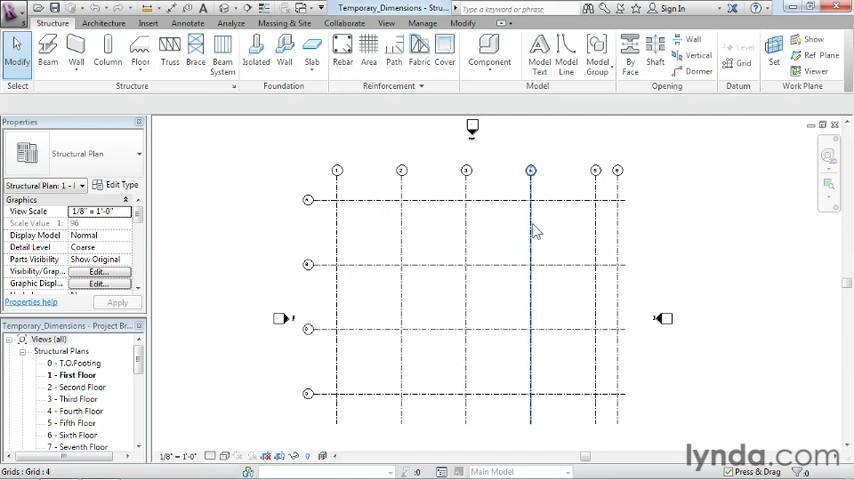 Temporary_Dimensions - Stru...
Type a keyword or phrase
Sign In
Structure Architecture Insert Annotate Analyze Massing & Site Collaborate View Manage Modify
Modify Beam Wall Column Floor Truss Brace Beam System Isolated Wall Slab Rebar Area Path Fabric Cover Component Model Text Model Line Model Group By Face Shaft Wall Vertical Dormer Level Grid Set Show Ref Plane Viewer
Select Structure Foundation Reinforcement Model Opening Datum Work Plane
Properties
Structural Plan
Structural Plan: 1 - F Edit Type
Graphics
View Scale 1/8" = 1'-0"
Scale Value 1: 96
Display Model Normal
Detail Level Coarse
Parts Visibility Show Original
Visibility/Grap... Edit...
Graphic Displ... Edit...
Properties help Apply
Temporary_Dimensions - Project Br...
Views (all)
Structural Plans
0 - T.O.Footing
1 - First Floor
2 - Second Floor
3 - Third Floor
4 - Fourth Floor
5 - Fifth Floor
6 - Sixth Floor
7 - Seventh Floor
1 2 3 4 5 6
A
B
D
1/8" = 1'-0"
lynda.com
Grids : Grid : 4
:0
Main Model
Press & Drag
:0